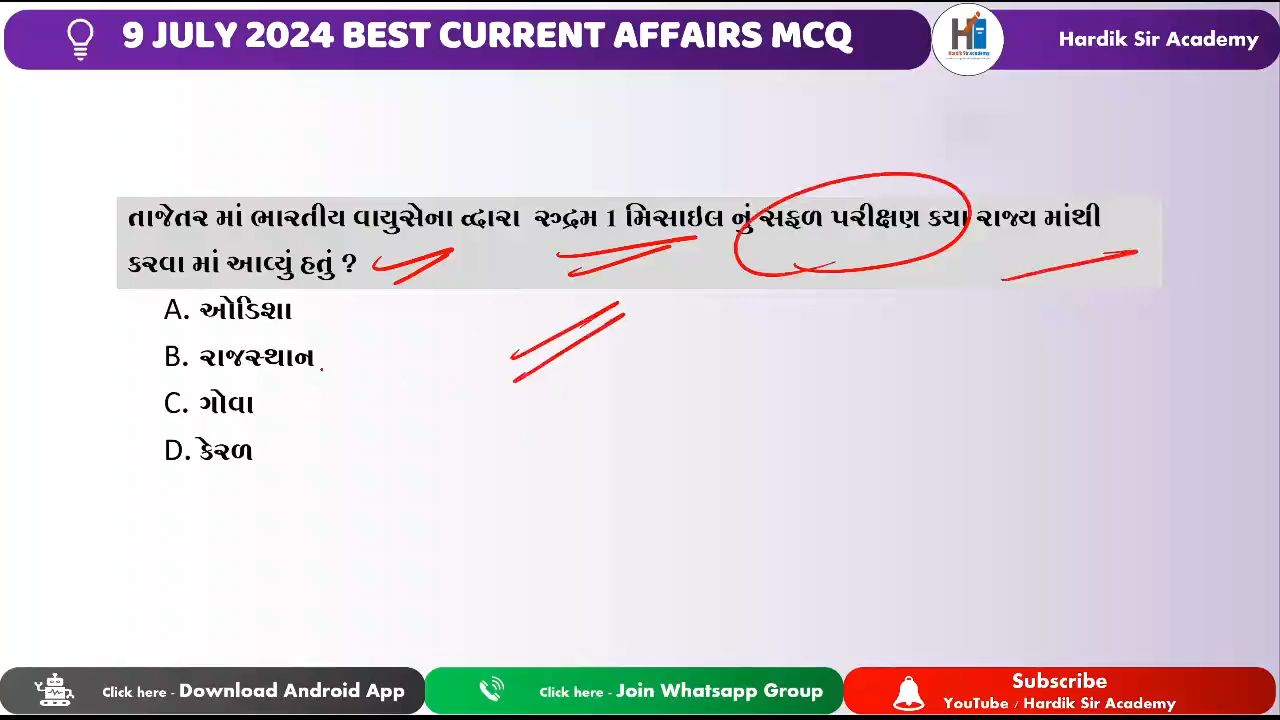 9 JULY 2024 BEST CURRENT AFFAIRS MCQ
Hardik Sir Academy
તાજેતર માં ભારતીય વાયુસેના દ્વારા રુદ્રમ 1 મિસાઇલ નું સફળ પરીક્ષણ કયા રાજ્ય માંથી
કરવા માં આવ્યું હતું ?
A. ઓડિશા
B. રાજસ્થાન
C. ગોવા
D. કેરળ
Click here - Download Android App
Click here - Join Whatsapp Group
Subscribe
YouTube / Hardik Sir Academy